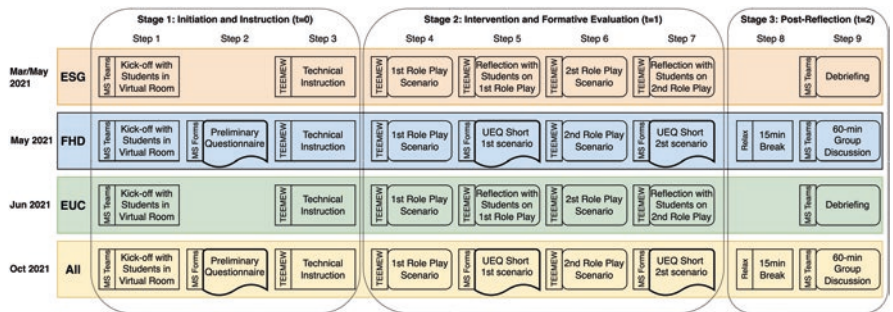 Stage 1: Initiation and Instruction (t=0)
Stage 2: Intervention and Formative Evaluation (t=1)
Stage 3: Post-Reflection (t=2)
Step 1
Step 2
Step 3
Step 4
Step 5
Step 6
Step 7
Step 8
Step 9
Mar/May
2021
ESG
MS Teams
Kick-off with
Students in
Virtual Room
TEEMEW
Technical
Instruction
TEEMEW
1st Role Play
Scenario
TEEMEW
Reflection with
Students on
1st Role Play
TEEMEW
2st Role Play
Scenario
TEEMEW
Reflection with
Students on
2nd Role Play
MS Teams
Debriefing
May 2021
FHD
MS Teams
Kick-off with
Students in
Virtual Room
MS Forms
Preliminary
Questionnaire
TEEMEW
Technical
Instruction
TEEMEW
1st Role Play
Scenario
MS Forms
UEQ Short
1st scenario
TEEMEW
2nd Role Play
Scenario
MS Forms
UEQ Short
2st scenario
Relax
15min
Break
MS Teams
60-min
Group
Discussion
Jun 2021
EUC
MS Teams
Kick-off with
Students in
Virtual Room
TEEMEW
Technical
Instruction
TEEMEW
1st Role Play
Scenario
TEEMEW
Reflection with
Students on
1st Role Play
TEEMEW
2st Role Play
Scenario
TEEMEW
Reflection with
Students on
2nd Role Play
MS Teams
Debriefing
Oct 2021
All
MS Teams
Kick-off with
Students in
Virtual Room
MS Forms
Preliminary
Questionnaire
TEEMEW
Technical
Instruction
TEEMEW
1st Role Play
Scenario
MS Forms
UEQ Short
1st scenario
TEEMEW
2nd Role Play
Scenario
MS Forms
UEQ Short
2st scenario
Relax
15min
Break
MS Teams
60-min
Group
Discussion